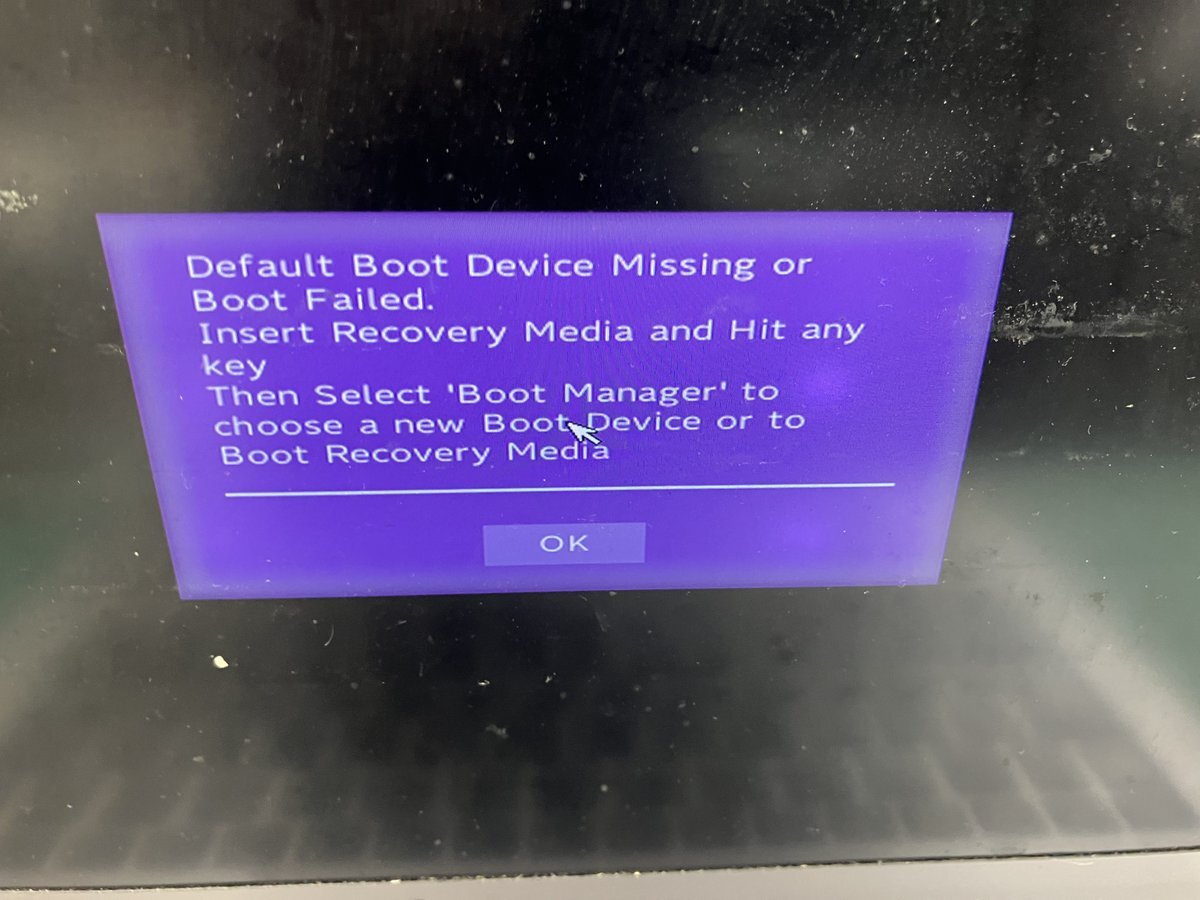 Default Boot Device Missing or
Boot Failed.
Insert Recovery Media and Hit any
key
Then Select 'Boot Manager' to
choose a new Boot Device or to
Boot Recovery Media
OK